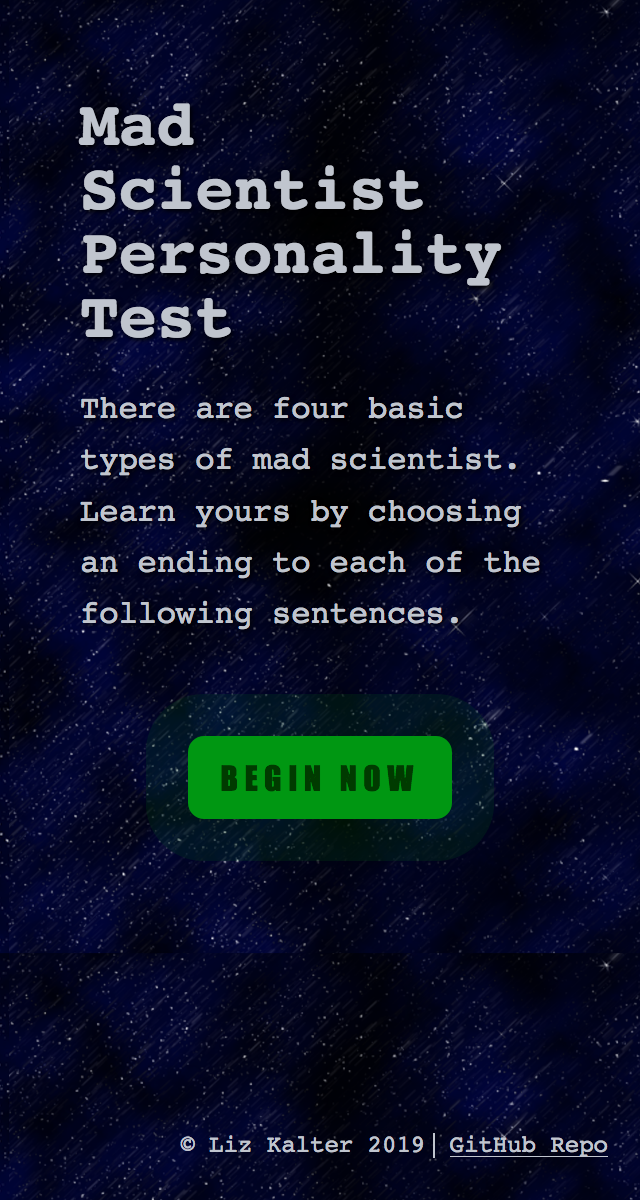 Mad
Scientist
Personality
Test
There are four basic
types of mad scientist.
Learn yours by choosing
an ending to each of the
following sentences.
BEGIN NOW
© Liz Kalter 2019 | GitHub Repo